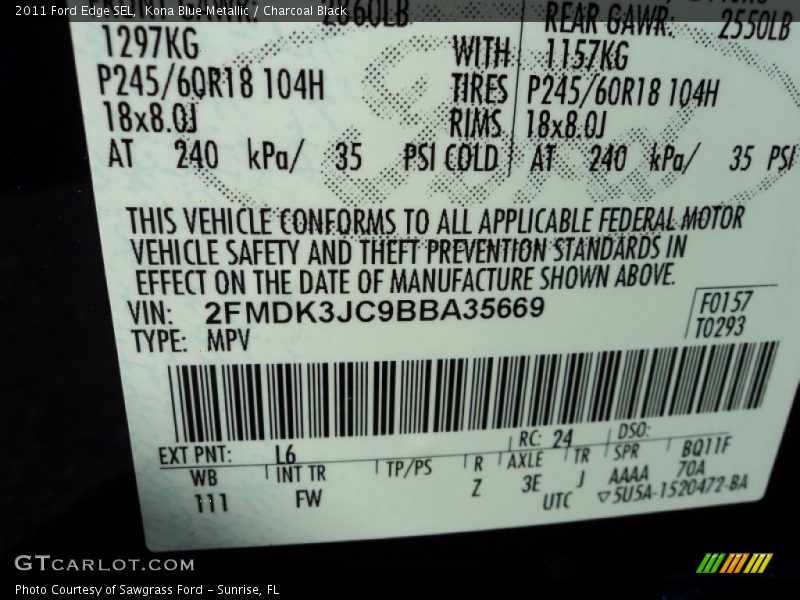 2011 Ford Edge SEL, Kona Blue Metallic / Charcoal Black
2860LB REAR GAWR: 2550LB
1297KG WITH 1157KG
P245/60R18 104H TIRES P245/60R18 104H
18x8.0J RIMS 18x8.0J
AT 240 kPa/ 35 PSI COLD AT 240 kPa/ 35 PSI
THIS VEHICLE CONFORMS TO ALL APPLICABLE FEDERAL MOTOR
VEHICLE SAFETY AND THEFT PREVENTION STANDARDS IN
EFFECT ON THE DATE OF MANUFACTURE SHOWN ABOVE.
VIN: 2FMDK3JC9BBA35669 F0157
TYPE: MPV T0293
EXT PNT: L6 RC: 24 DSO:
WB INT TR TP/PS R AXLE TR SPR BQ11F
111 FW Z 3E J AAAA 70A
UTC ▽5U5A-1520472-BA
GTCARLOT.COM
Photo Courtesy of Sawgrass Ford – Sunrise, FL